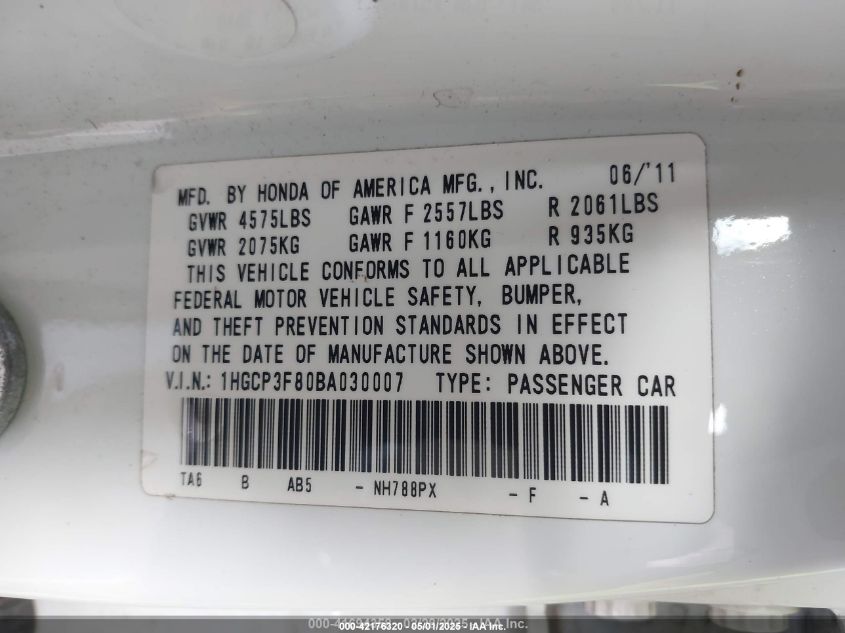 MFD. BY HONDA OF AMERICA MFG., INC. 06/'11
GVWR 4575LBS GAWR F 2557LBS R 2061LBS
GVWR 2075KG GAWR F 1160KG R 935KG
THIS VEHICLE CONFORMS TO ALL APPLICABLE
FEDERAL MOTOR VEHICLE SAFETY, BUMPER,
AND THEFT PREVENTION STANDARDS IN EFFECT
ON THE DATE OF MANUFACTURE SHOWN ABOVE.
V.I.N.: 1HGCP3F80BA030007 TYPE: PASSENGER CAR
TA6 B AB5 - NH788PX - F - A
000-42176320 - 05/01/2025 - IAAI.COM